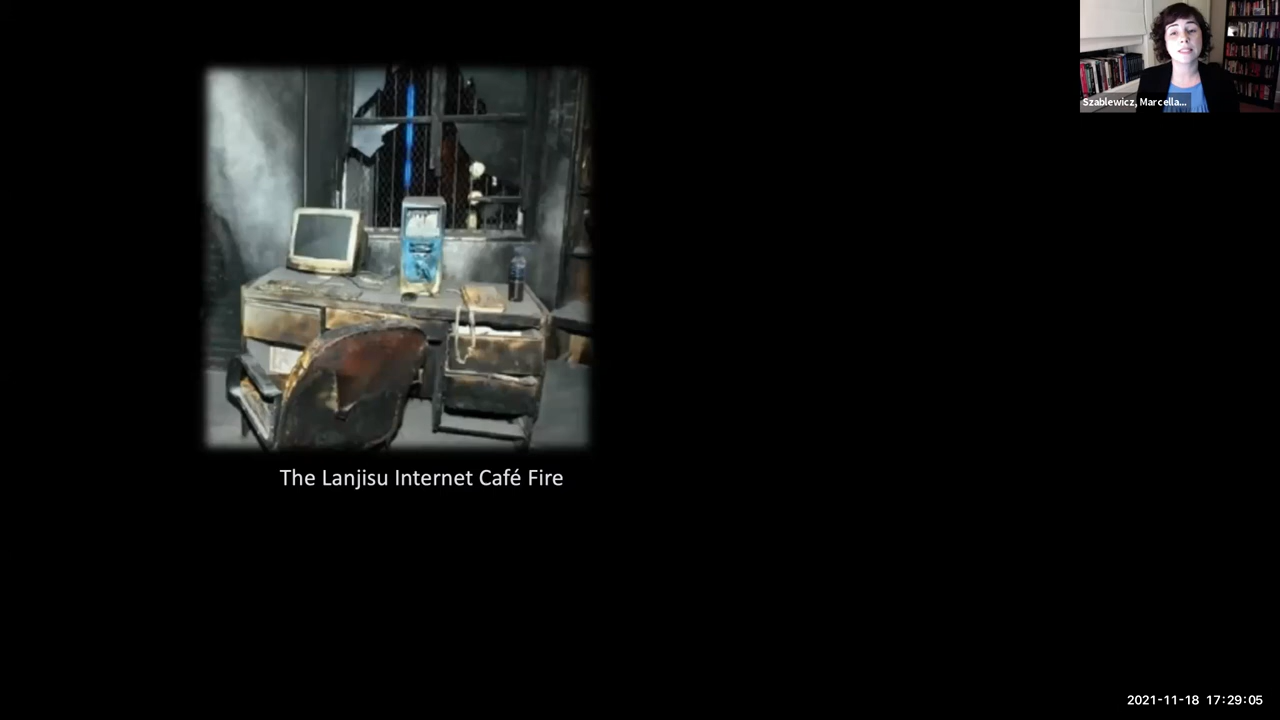 Szablewicz, Marcella...
The Lanjisu Internet Café Fire
2021-11-18 17:29:05